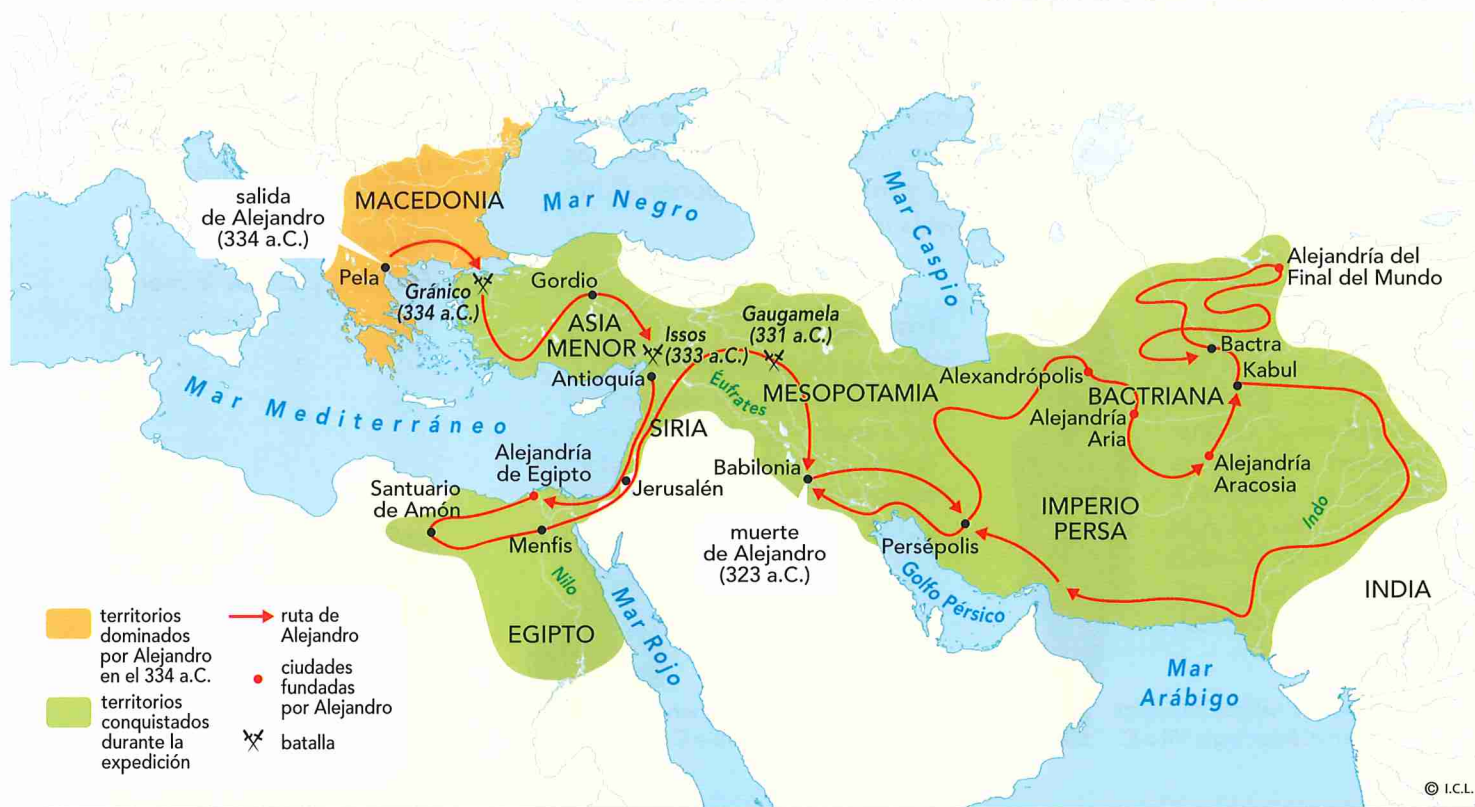 salida
de Alejandro
(334 a.C.)
MACEDONIA
Mar Negro
Mar Caspio
Pela
Gránico
(334 a.C.)
Gordio
ASIA
MENOR
Issos
(333 a.C.)
Gaugamela
(331 a.C.)
Alejandría del
Final del Mundo
Antioquía
Éufrates
MESOPOTAMIA
Alexandrópolis
Bactra
Kabul
BACTRIANA
Alejandría
Aria
Mar Mediterráneo
SIRIA
Alejandría
de Egipto
Babilonia
Alejandría
Aracosia
Santuario
de Amón
Jerusalén
Menfis
IMPERIO
PERSA
Indo
muerte
de Alejandro
(323 a.C.)
Persépolis
Golfo Pérsico
Nilo
Mar Rojo
EGIPTO
INDIA
Mar
Arábigo
territorios
dominados
por Alejandro
en el 334 a.C.
territorios
conquistados
durante la
expedición
ruta de
Alejandro
ciudades
fundadas
por Alejandro
batalla
© I.C.L.